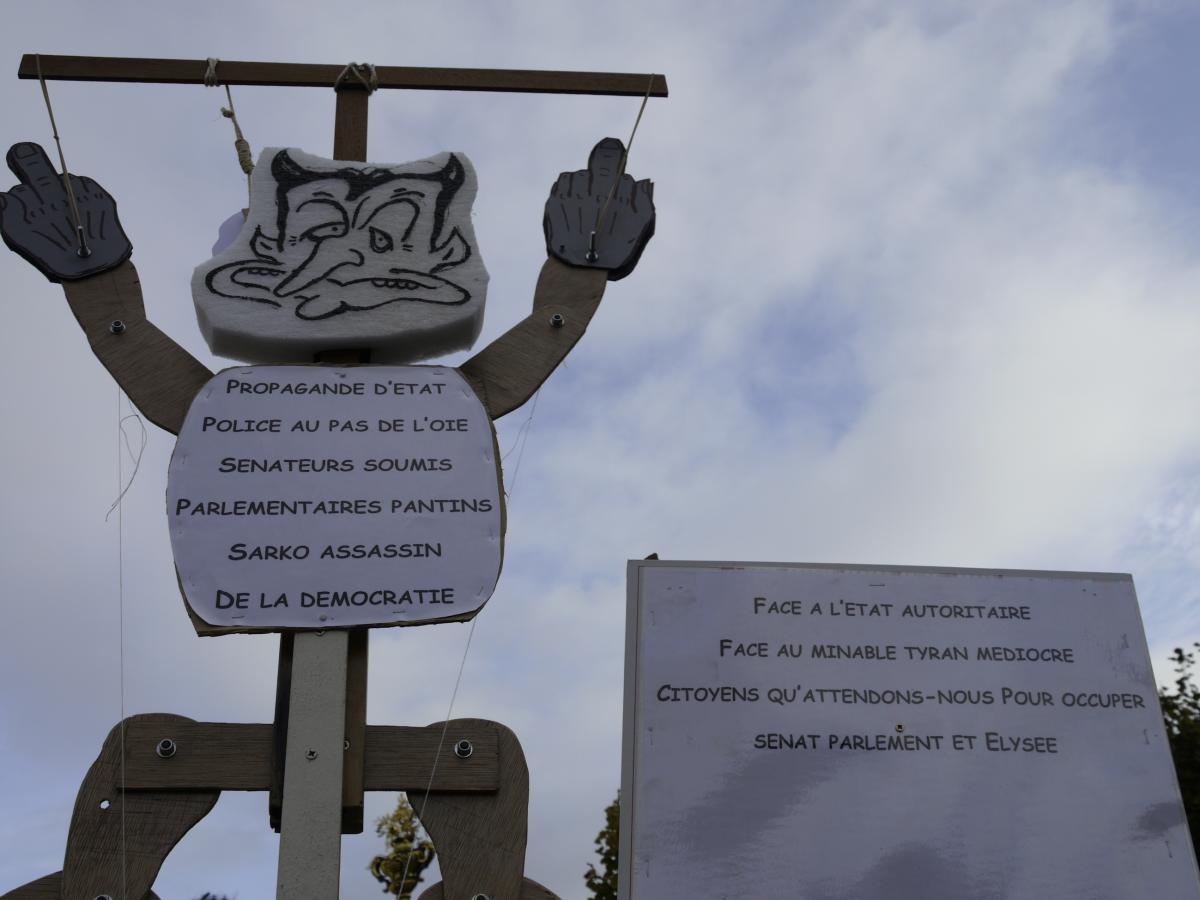 PROPAGANDE D'ETAT
POLICE AU PAS DE L'OIE
SENATEURS SOUMIS
PARLEMENTAIRES PANTINS
SARKO ASSASSIN
DE LA DEMOCRATIE
FACE A L'ETAT AUTORITAIRE
FACE AU MINABLE TYRAN MEDIOCRE
CITOYENS QU'ATTENDONS-NOUS POUR OCCUPER
SENAT PARLEMENT ET ELYSEE